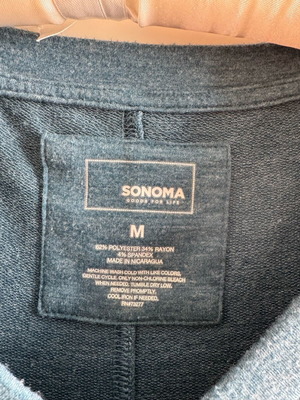 SONOMA
GOODS FOR LIFE
M
62% POLYESTER 34% RAYON
4% SPANDEX
MADE IN NICARAGUA
MACHINE WASH COLD WITH LIKE COLORS,
GENTLE CYCLE. ONLY NON-CHLORINE BLEACH
WHEN NEEDED. TUMBLE DRY LOW.
REMOVE PROMPTLY.
COOL IRON IF NEEDED.